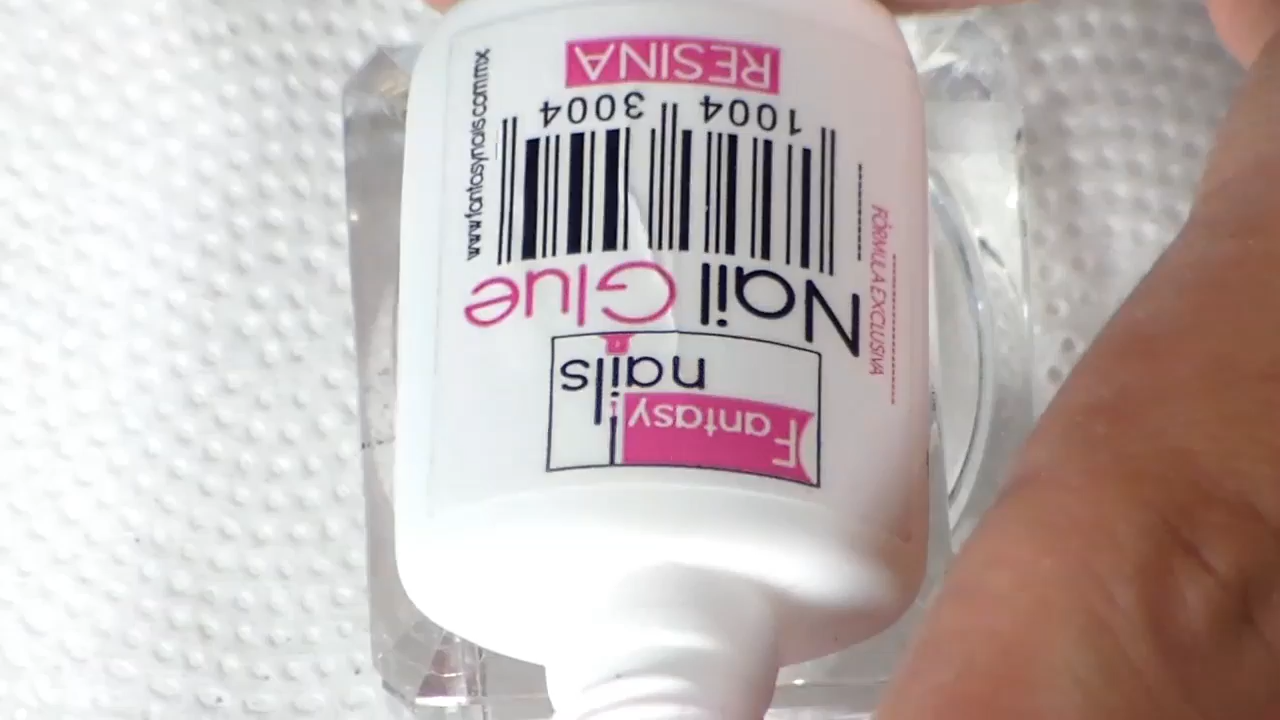 Fantasy
nails
Nail Glue
FÓRMULA EXCLUSIVA
1004 3004
www.fantasynails.com.mx
RESINA